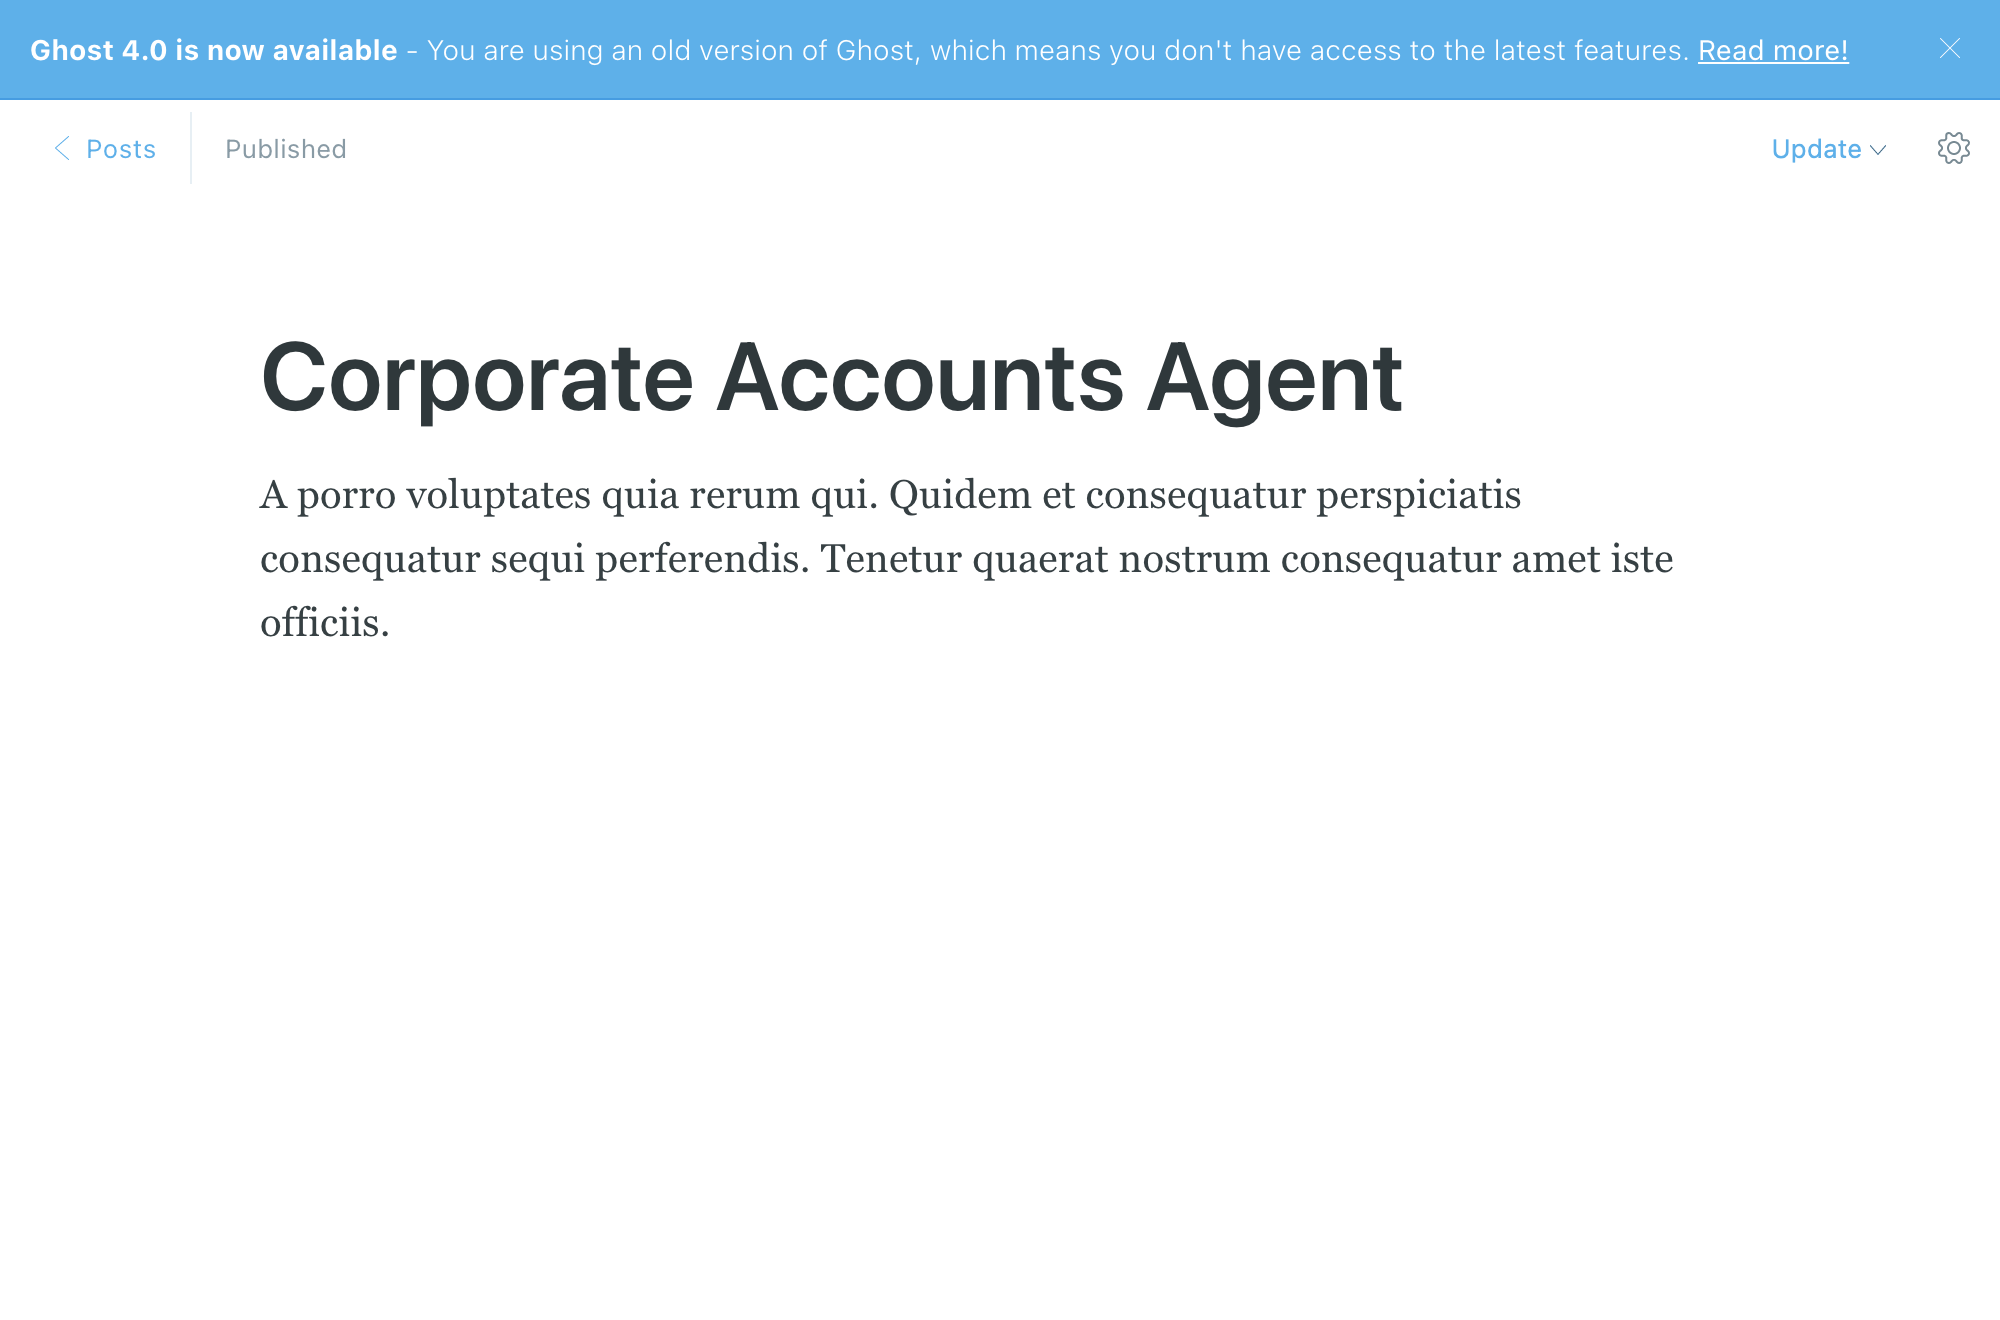 Ghost 4.0 is now available - You are using an old version of Ghost, which means you don't have access to the latest features. Read more!
Posts
Published
Update
Corporate Accounts Agent
A porro voluptates quia rerum qui. Quidem et consequatur perspiciatis
consequatur sequi perferendis. Tenetur quaerat nostrum consequatur amet iste
officiis.